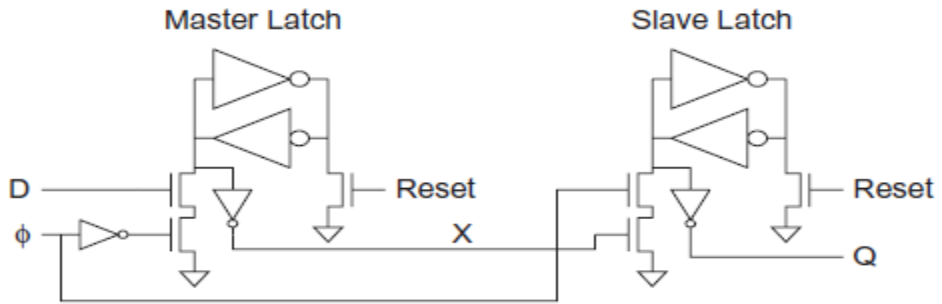 Master Latch Slave Latch
D Reset Reset
ϕ X
Q